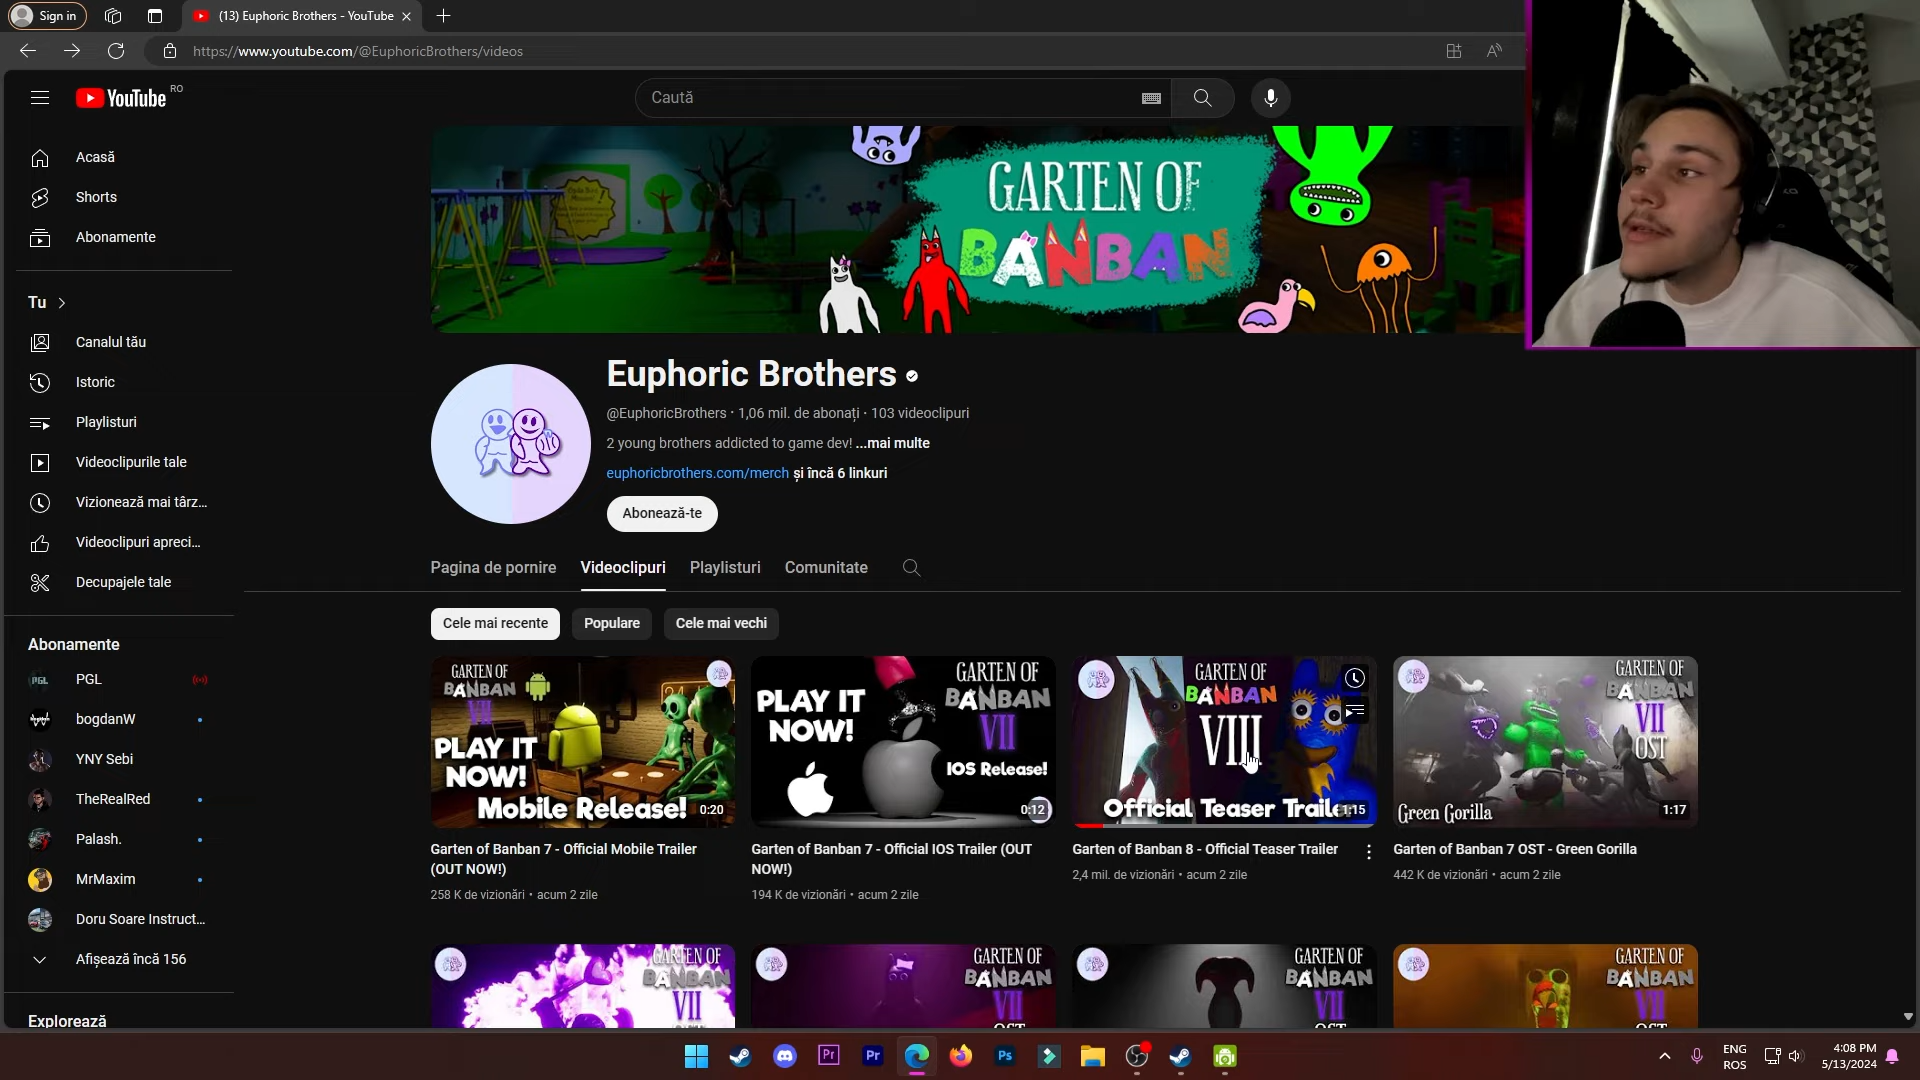 Sign in
(13) Euphoric Brothers - YouTube
https://www.youtube.com/@EuphoricBrothers/videos
YouTube RO
Caută
Acasă
Shorts
Abonamente
Tu
Canalul tău
Istoric
Playlisturi
Videoclipurile tale
Vizionează mai târz...
Videoclipuri apreci...
Decupajele tale
Abonamente
PGL
bogdanW
YNY Sebi
TheRealRed
Palash.
MrMaxim
Doru Soare Instruct...
Afișează încă 156
Explorează
GARTEN OF
BANBAN
Euphoric Brothers
@EuphoricBrothers · 1,06 mil. de abonați · 103 videoclipuri
2 young brothers addicted to game dev! ...mai multe
euphoricbrothers.com/merch și încă 6 linkuri
Abonează-te
Pagina de pornire
Videoclipuri
Playlisturi
Comunitate
Cele mai recente
Populare
Cele mai vechi
GARTEN OF
BANBAN
VII
PLAY IT
NOW!
Mobile Release!
0:20
Garten of Banban 7 - Official Mobile Trailer
(OUT NOW!)
258 K de vizionări • acum 2 zile
PLAY IT
NOW!
GARTEN OF
BANBAN
VII
IOS Release!
0:12
Garten of Banban 7 - Official IOS Trailer (OUT
NOW!)
194 K de vizionări • acum 2 zile
GARTEN OF
BANBAN
VIII
Official Teaser Traile
1:15
Garten of Banban 8 - Official Teaser Trailer
2,4 mil. de vizionări • acum 2 zile
GARTEN OF
BANBAN
VII
OST
Green Gorilla
1:17
Garten of Banban 7 OST - Green Gorilla
442 K de vizionări • acum 2 zile
GARTEN OF
BANBAN
VII
OST
GARTEN OF
BANBAN
VII
OST
GARTEN OF
BANBAN
VII
OST
GARTEN OF
BANBAN
VII
OST
Pr
Pr
Ps
ENG
ROS
4:08 PM
5/13/2024